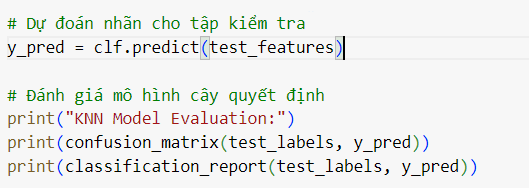 # Dự đoán nhãn cho tập kiểm tra
y_pred = clf.predict(test_features)
# Đánh giá mô hình cây quyết định
print("KNN Model Evaluation:")
print(confusion_matrix(test_labels, y_pred))
print(classification_report(test_labels, y_pred))